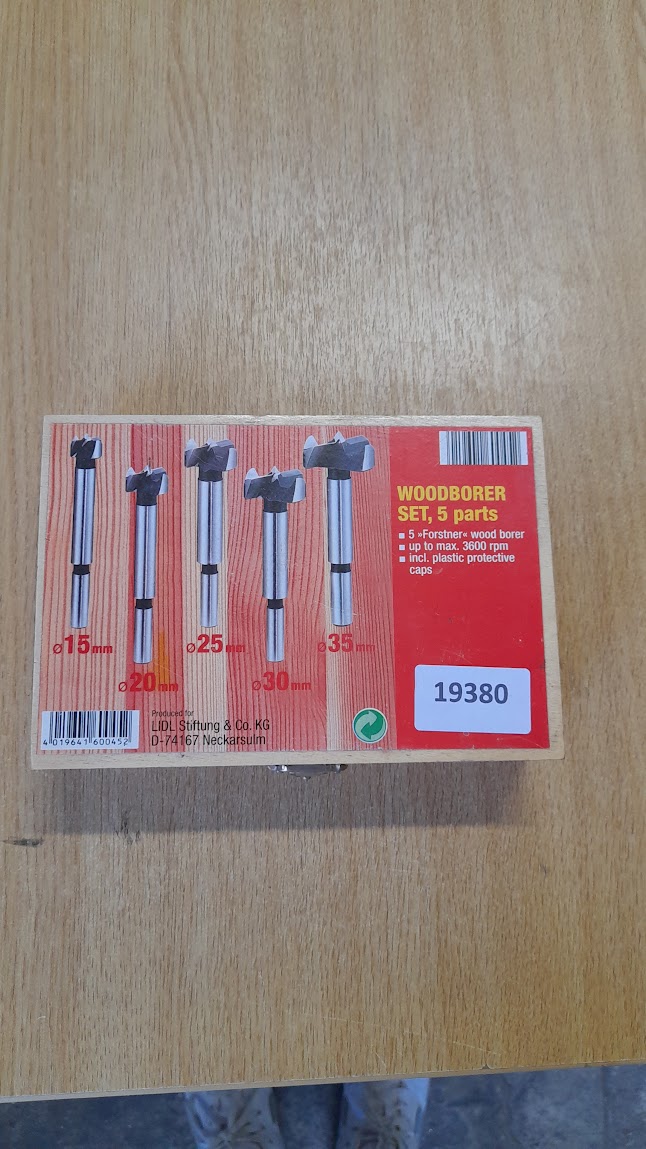 WOODBORER
SET, 5 parts
5 »Forstner« wood borer
up to max. 3600 rpm
incl. plastic protective
caps
ø15mm
ø20mm
ø25mm
ø30mm
ø35mm
19380
4 019641 600452
Produced for
LIDL Stiftung & Co. KG
D-74167 Neckarsulm